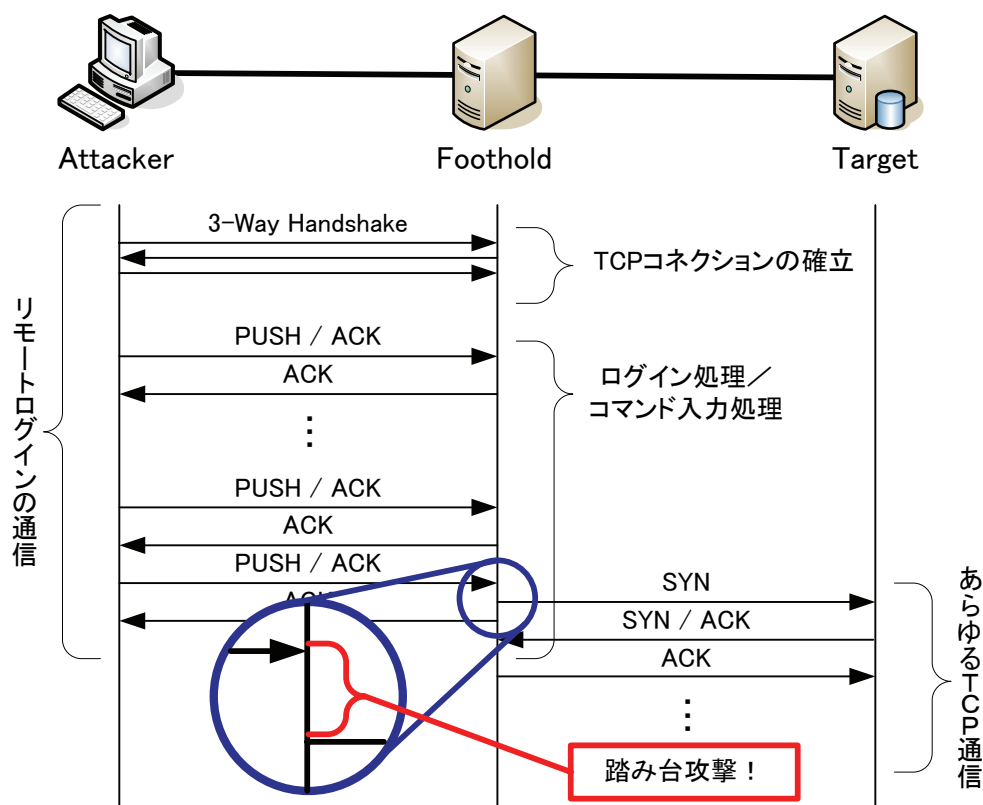 Attacker
Foothold
Target
3-Way Handshake
TCPコネクションの確立
リモートログインの通信
PUSH / ACK
ACK
ログイン処理／
コマンド入力処理
⋮
PUSH / ACK
ACK
PUSH / ACK
SYN
ACK
SYN / ACK
ACK
⋮
あらゆるTCP通信
踏み台攻撃！